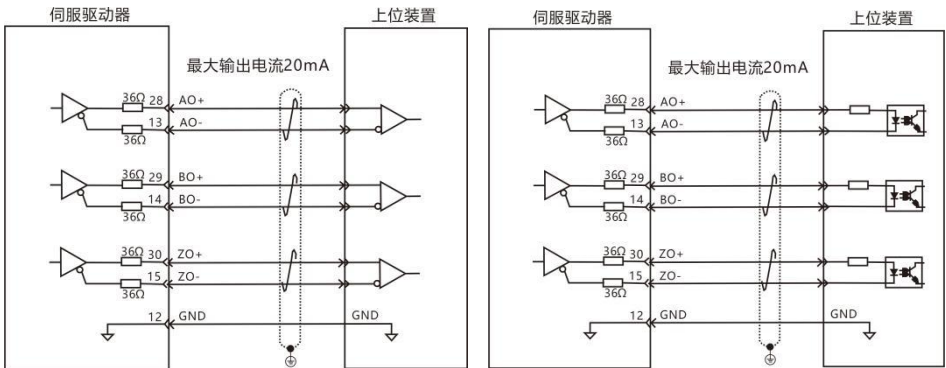 伺服驱动器
上位装置
最大输出电流20mA
36Ω 28 AO+
13 AO-
36Ω
36Ω 29 BO+
14 BO-
36Ω
36Ω 30 ZO+
15 ZO-
36Ω
12 GND
GND
伺服驱动器
上位装置
最大输出电流20mA
36Ω 28 AO+
13 AO-
36Ω
36Ω 29 BO+
14 BO-
36Ω
36Ω 30 ZO+
15 ZO-
36Ω
12 GND
GND